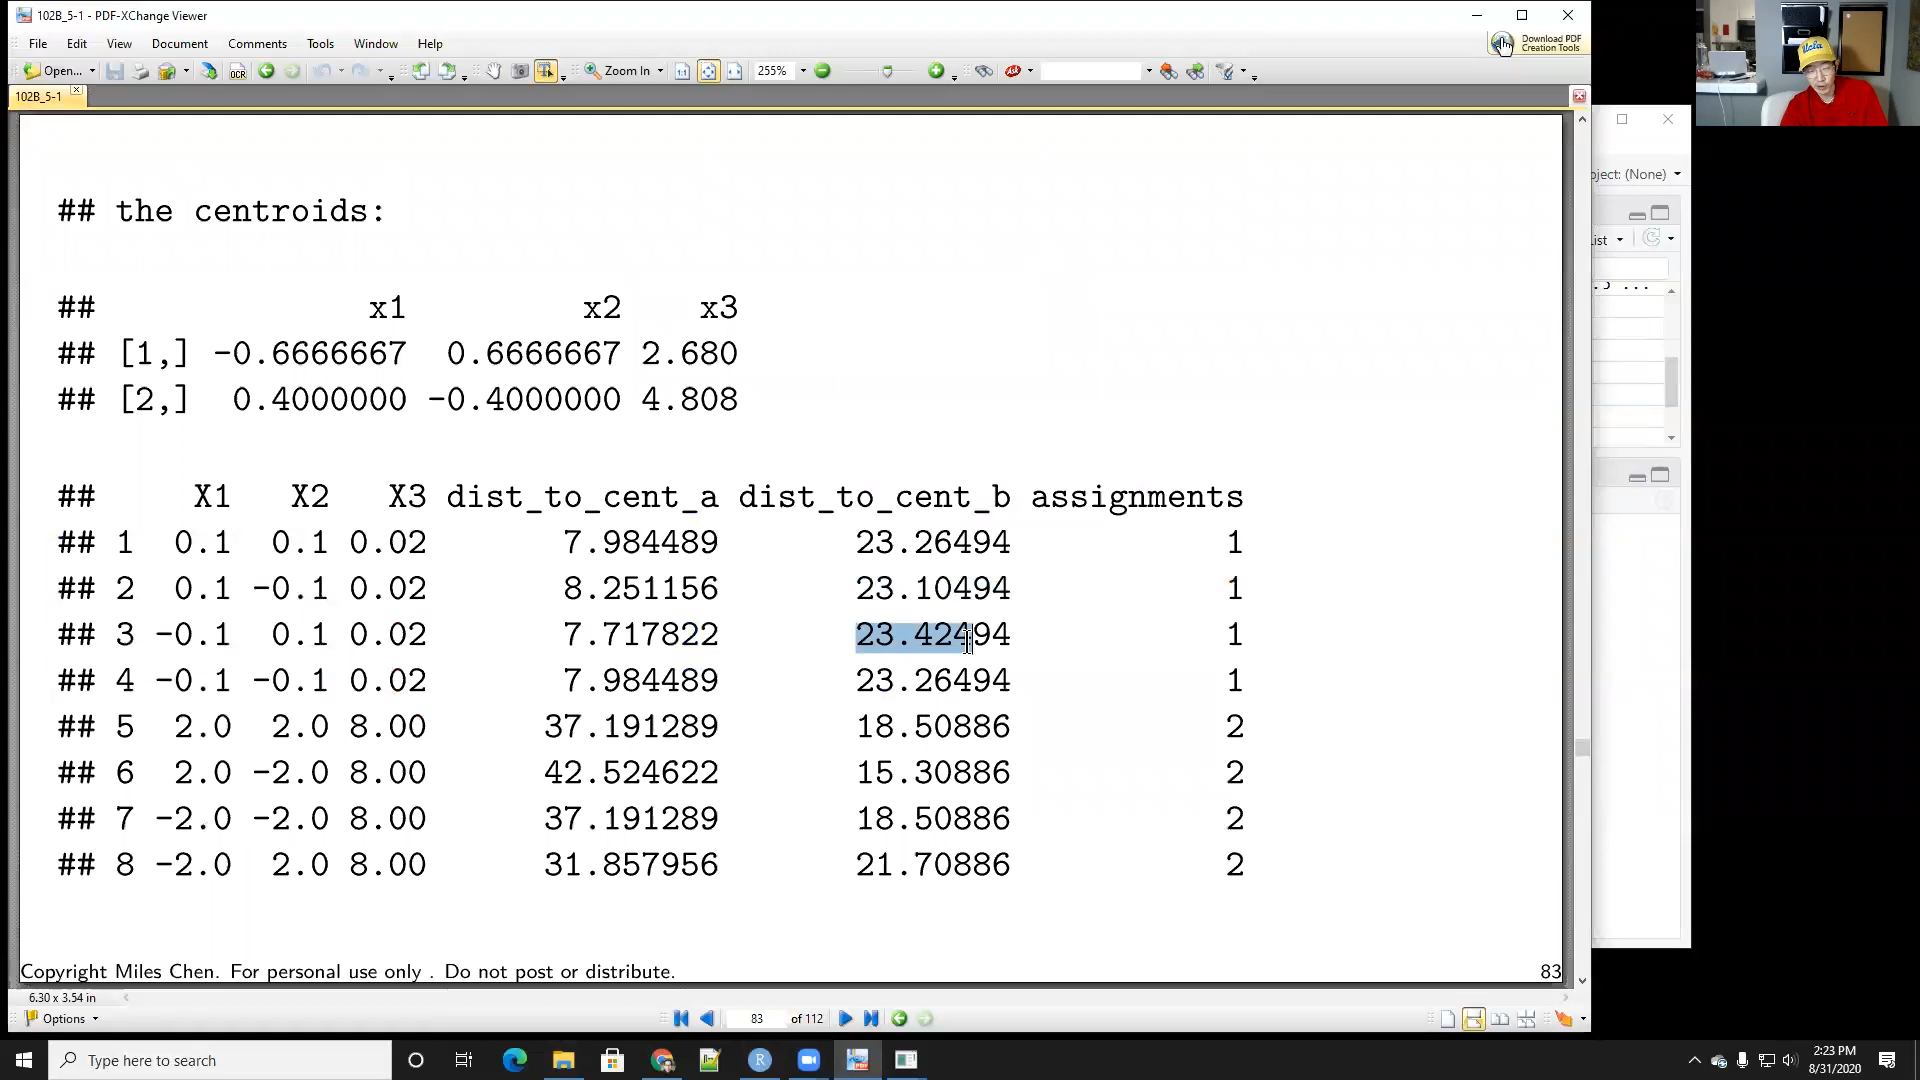 102B_5-1 - PDF-XChange Viewer
File Edit View Document Comments Tools Window Help
Download PDF
Creation Tools
Open...
OCR
Zoom In
255%
102B_5-1
## the centroids:
## x1 x2 x3
## [1,] -0.6666667 0.6666667 2.680
## [2,] 0.4000000 -0.4000000 4.808
## X1 X2 X3 dist_to_cent_a dist_to_cent_b assignments
## 1 0.1 0.1 0.02 7.984489 23.26494 1
## 2 0.1 -0.1 0.02 8.251156 23.10494 1
## 3 -0.1 0.1 0.02 7.717822 23.42494 1
## 4 -0.1 -0.1 0.02 7.984489 23.26494 1
## 5 2.0 2.0 8.00 37.191289 18.50886 2
## 6 2.0 -2.0 8.00 42.524622 15.30886 2
## 7 -2.0 -2.0 8.00 37.191289 18.50886 2
## 8 -2.0 2.0 8.00 31.857956 21.70886 2
Copyright Miles Chen. For personal use only . Do not post or distribute.
83
6.30 x 3.54 in
Options
83 of 112
oject: (None)
ist
Type here to search
2:23 PM
8/31/2020